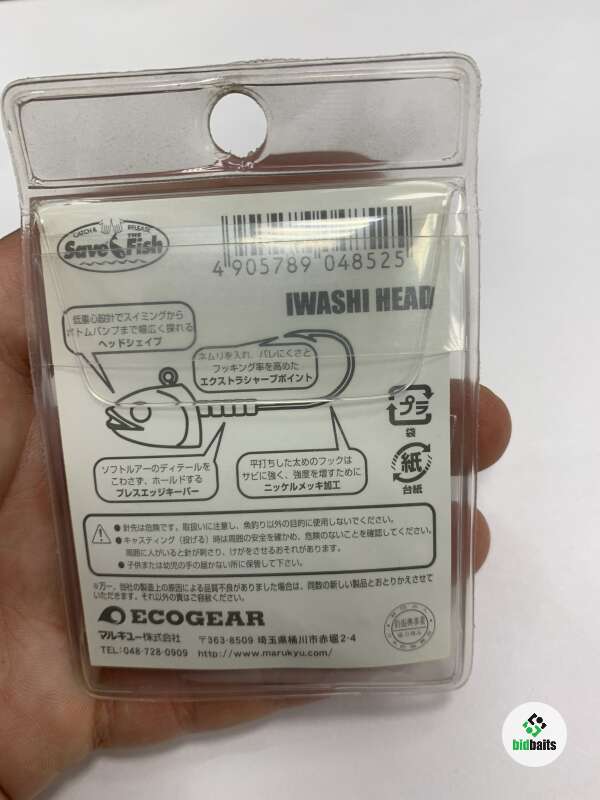 CATCH & RELEASE
Save THE Fish
4 905789 048525
IWASHI HEAD
低重心設計でスイミングから
ボトムバンプまで幅広く探れる
ヘッドシェイプ
ネムリを入れ、バレにくさと
フッキング率を高めた
エクストラシャープポイント
プラ
袋
紙
台紙
ソフトルアーのディテールを
こわさず、ホールドする
プレスエッジキーパー
平打ちした太めのフックは
サビに強く、強度を増すために
ニッケルメッキ加工
●針先は危険です。取扱いに注意し、魚釣り以外の目的に使用しないでください。
●キャスティング（投げる）時は周囲の安全を確かめ、危険のないことを確認してください。
周囲に人がいると針が刺さり、けがをさせるおそれがあります。
●子供または幼児の手の届かない所に保管して下さい。
※万一、当社の製造上の原因による品質不良がありました場合は、同数の新しい製品とおとりかえさせて
いただきます。それ以外の責はご容赦ください。
ECOGEAR
マルキユー株式会社 〒363-8509 埼玉県桶川市赤堀2-4
TEL:048-728-0909 http://www.marukyu.com/
bidbaits